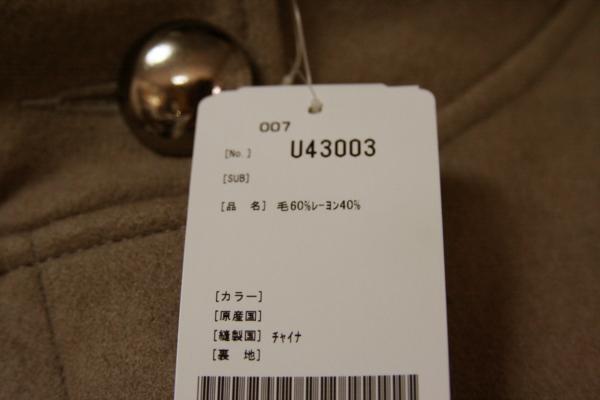 007
[No.] U43003
[SUB]
[品 名] 毛60%ﾚｰﾖﾝ40%
[カラー]
[原産国]
[縫製国] ﾁｬｲﾅ
[裏 地]